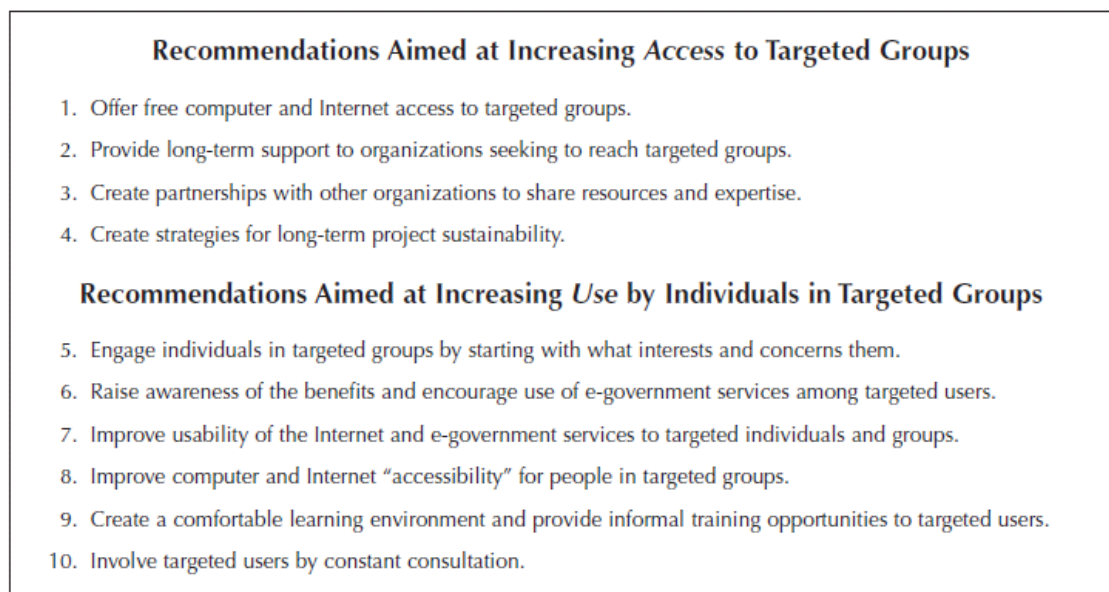 Recommendations Aimed at Increasing Access to Targeted Groups
1. Offer free computer and Internet access to targeted groups.
2. Provide long-term support to organizations seeking to reach targeted groups.
3. Create partnerships with other organizations to share resources and expertise.
4. Create strategies for long-term project sustainability.
Recommendations Aimed at Increasing Use by Individuals in Targeted Groups
5. Engage individuals in targeted groups by starting with what interests and concerns them.
6. Raise awareness of the benefits and encourage use of e-government services among targeted users.
7. Improve usability of the Internet and e-government services to targeted individuals and groups.
8. Improve computer and Internet “accessibility” for people in targeted groups.
9. Create a comfortable learning environment and provide informal training opportunities to targeted users.
10. Involve targeted users by constant consultation.